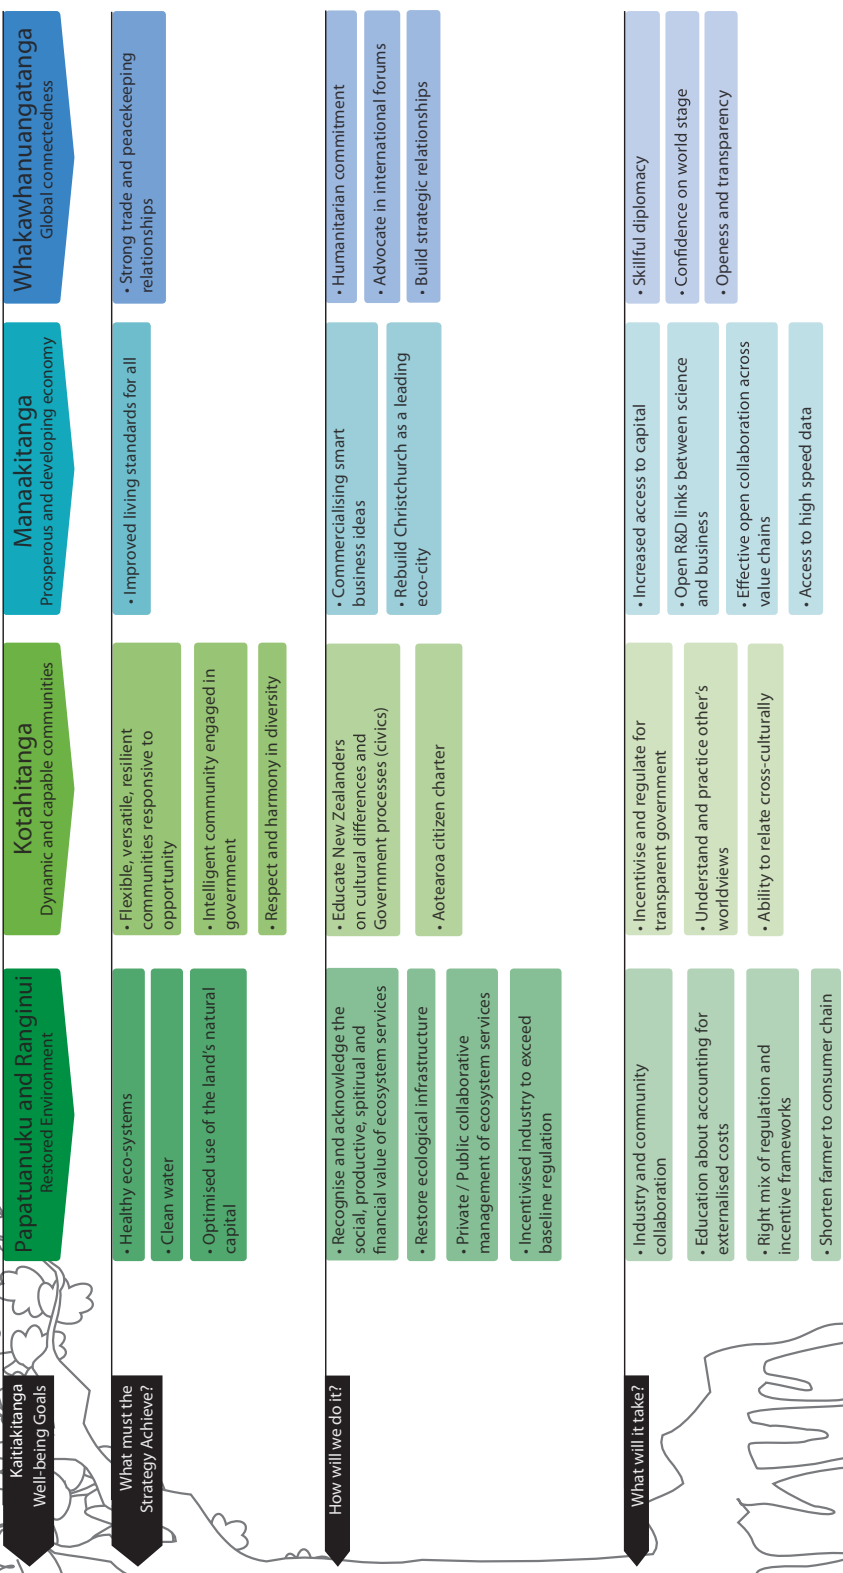 Kaitiakitanga
Well-being Goals
Papatuanuku and Ranginui
Restored Environment
Kotahitanga
Dynamic and capable communities
Manaakitanga
Prosperous and developing economy
Whakawhanuangatanga
Global connectedness
What must the
Strategy Achieve?
• Healthy eco-systems
• Clean water
• Optimised use of the land's natural
capital
• Flexible, versatile, resilient
communities responsive to
opportunity
• Intelligent community engaged in
government
• Respect and harmony in diversity
• Improved living standards for all
• Strong trade and peacekeeping
relationships
How will we do it?
• Recognise and acknowledge the
social, productive, spitirual and
financial value of ecosystem services
• Restore ecological infrastructure
• Private / Public collaborative
management of ecosystem services
• Incentivised industry to exceed
baseline regulation
• Educate New Zealanders
on cultural differences and
Government processes (civics)
• Aotearoa citizen charter
• Commercialising smart
business ideas
• Rebuild Christchurch as a leading
eco-city
• Humanitarian commitment
• Advocate in international forums
• Build strategic relationships
What will it take?
• Industry and community
collaboration
• Education about accounting for
externalised costs
• Right mix of regulation and
incentive frameworks
• Shorten farmer to consumer chain
• Incentivise and regulate for
transparent government
• Understand and practice other's
worldviews
• Ability to relate cross-culturally
• Increased access to capital
• Open R&D links between science
and business
• Effective open collaboration across
value chains
• Access to high speed data
• Skillful diplomacy
• Confidence on world stage
• Openess and transparency